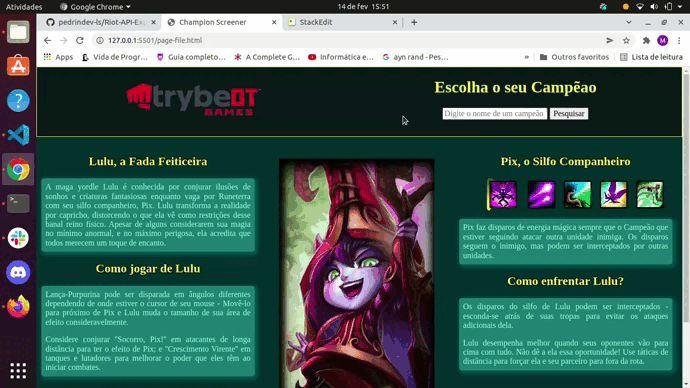 Atividades
Google Chrome
14 de fev 15:51
pedrindev-ls/Riot-API-Ex
Champion Screener
StackEdit
127.0.0.1:5501/page-file.html
M
Apps
Vida de Progr...
Guia completo...
A Complete G...
Informática e...
ayn rand - Pes...
Outros favoritos
Lista de leitura
trybe
GAMES
Escolha o seu Campeão
Digite o nome de um campeão
Pesquisar
Lulu, a Fada Feiticeira
A maga yordle Lulu é conhecida por conjurar ilusões de
sonhos e criaturas fantasiosas enquanto vaga por Runeterra
com seu silfo companheiro, Pix. Lulu transforma a realidade
por capricho, distorcendo o que ela vê como restrições desse
banal reino físico. Apesar de alguns considerarem sua magia
no mínimo anormal, e no máximo perigosa, ela acredita que
todos merecem um toque de encanto.
Como jogar de Lulu
Lança-Purpurina pode ser disparada em ângulos diferentes
dependendo de onde estiver o cursor de seu mouse - Movê-lo
para próximo de Pix e Lulu muda o tamanho de sua área de
efeito consideravelmente.
Considere conjurar "Socorro, Pix!" em atacantes de longa
distância para ter o efeito de Pix; e "Crescimento Virente" em
tanques e lutadores para melhorar o poder que eles têm ao
iniciar combates.
Pix, o Silfo Companheiro
Pix faz disparos de energia mágica sempre que o Campeão que
estiver seguindo atacar outra unidade inimiga. Os disparos
seguem o inimigo, mas podem ser interceptados por outras
unidades.
Como enfrentar Lulu?
Os disparos do silfo de Lulu podem ser interceptados -
esconda-se atrás de suas tropas para evitar os ataques
adicionais dela.
Lulu desempenha melhor quando seus oponentes vão para
cima com tudo. Não dê a ela essa oportunidade! Use táticas de
distância para forçar ela e seu parceiro para fora da rota.